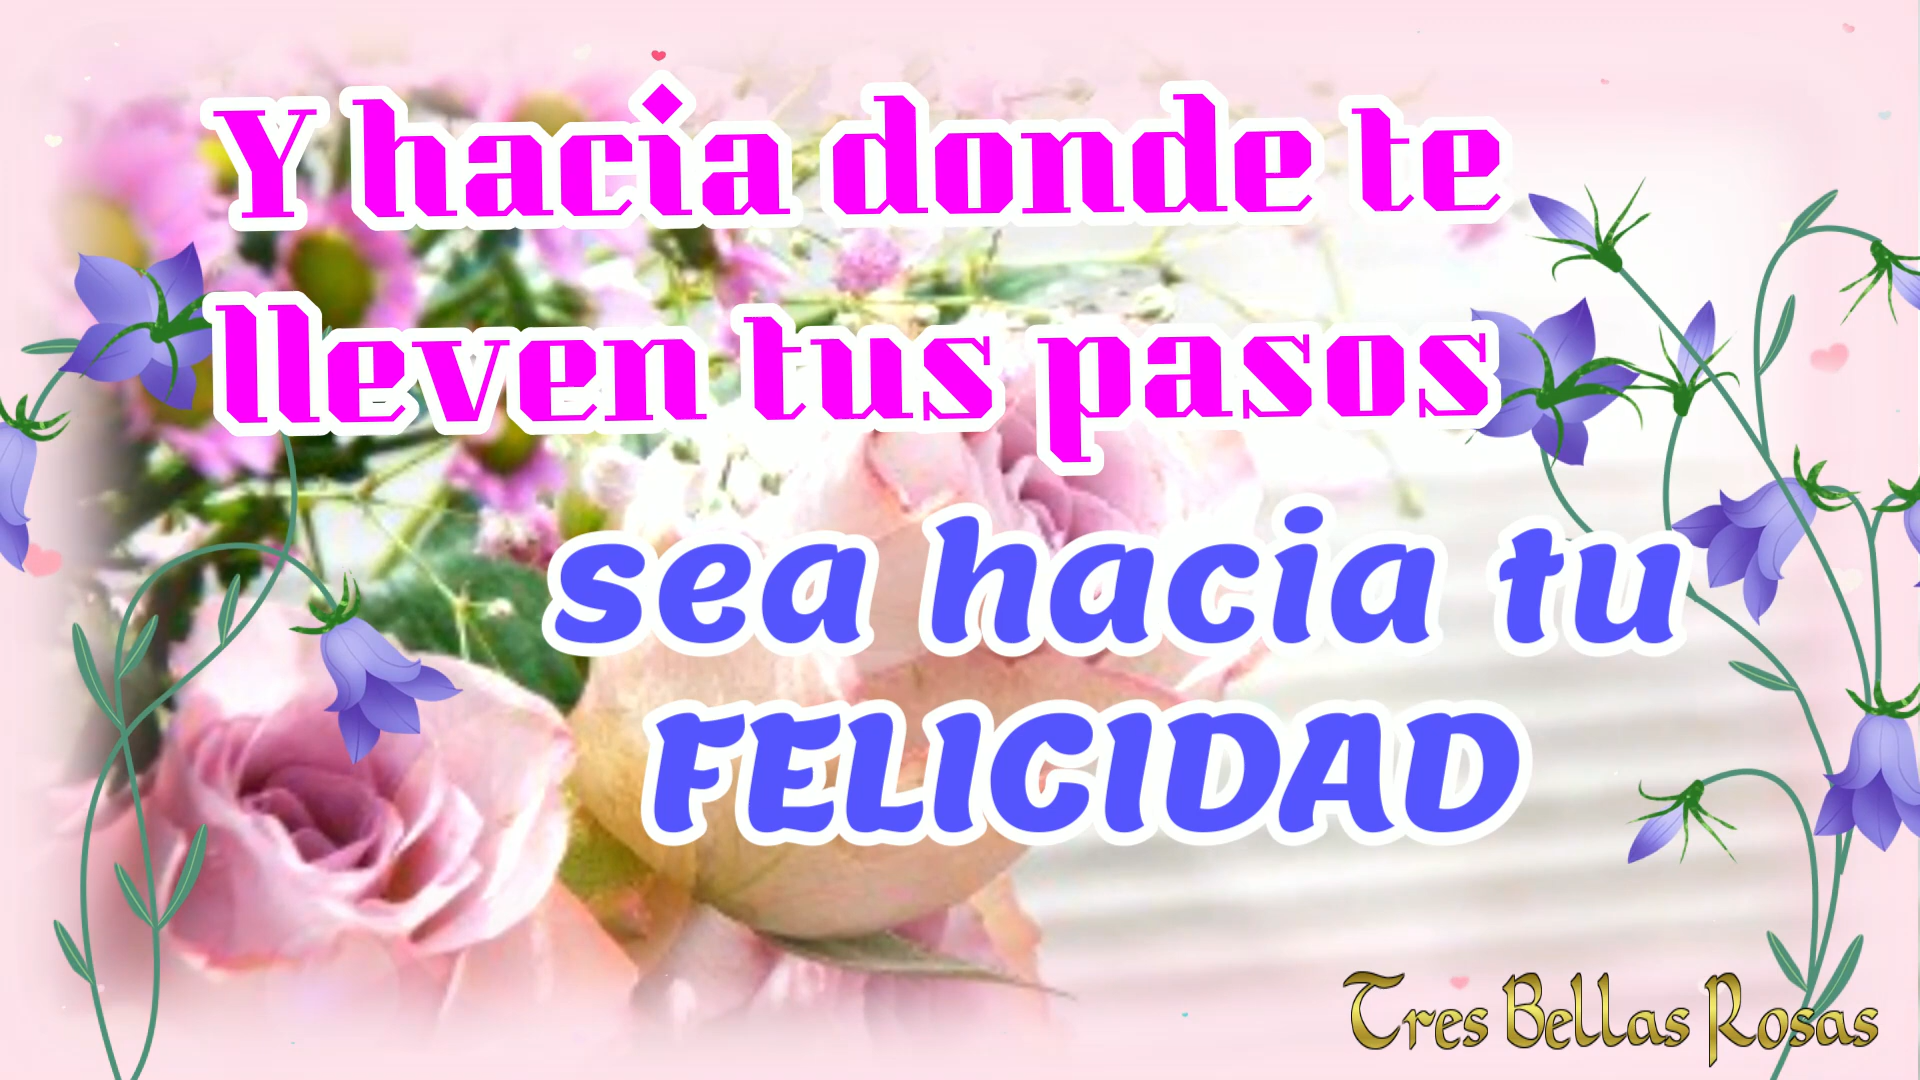 Y hacia donde te
lleven tus pasos
sea hacia tu
FELICIDAD
Tres Bellas Rosas